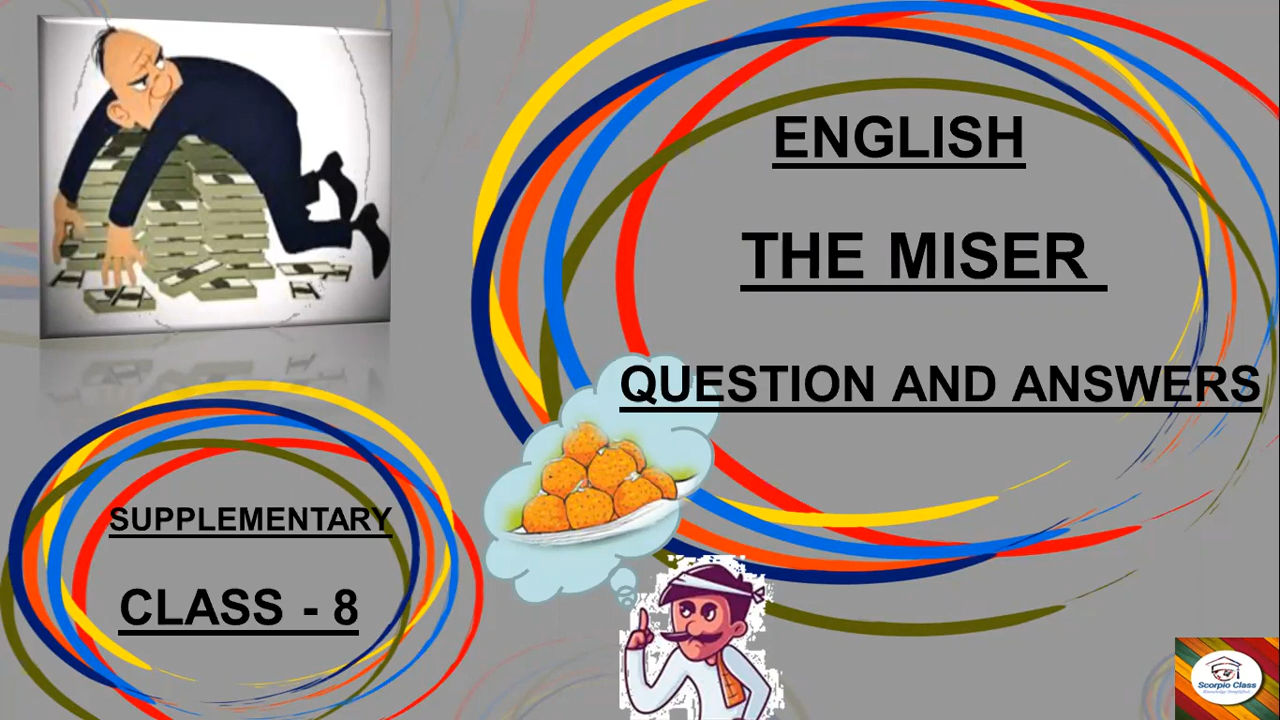 ENGLISH
THE MISER
QUESTION AND ANSWERS
SUPPLEMENTARY
CLASS - 8
Scorpio Class